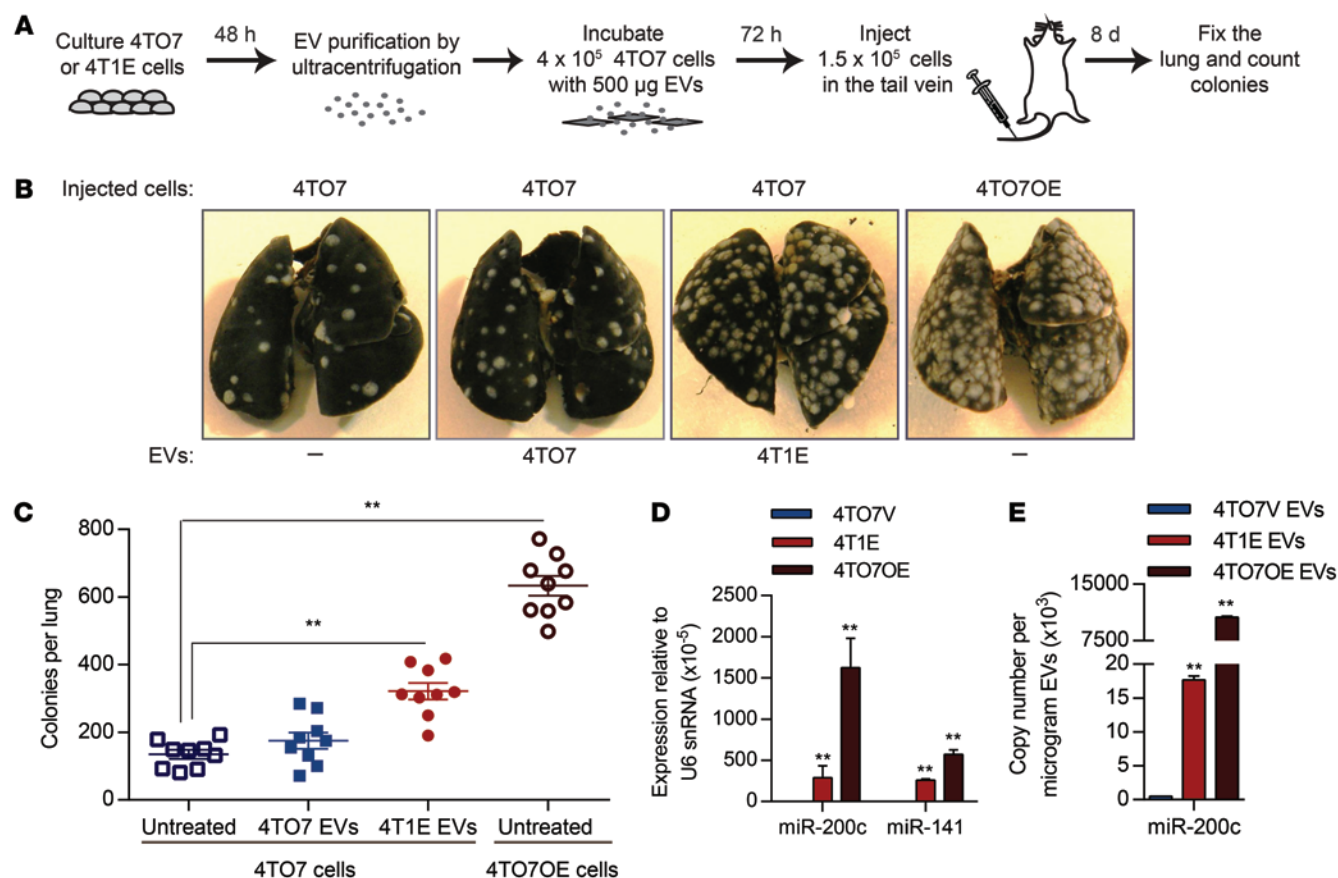 A
Culture 4TO7
or 4T1E cells
48 h
EV purification by
ultracentrifugation
Incubate
4 x 10⁵ 4TO7 cells
with 500 µg EVs
72 h
Inject
1.5 x 10⁵ cells
in the tail vein
8 d
Fix the
lung and count
colonies
B
Injected cells: 4TO7 4TO7 4TO7 4TO7OE
EVs: – 4TO7 4T1E –
C
Colonies per lung
800
600
400
200
0
**
**
Untreated 4TO7 EVs 4T1E EVs Untreated
4TO7 cells 4TO7OE cells
D
4TO7V
4T1E
4TO7OE
Expression relative to
U6 snRNA (x10⁻⁵)
2500
2000
1500
1000
500
0
**
**
**
**
miR-200c miR-141
E
4TO7V EVs
4T1E EVs
4TO7OE EVs
Copy number per
microgram EVs (x10³)
15000
7500
20
15
10
5
0
**
**
miR-200c